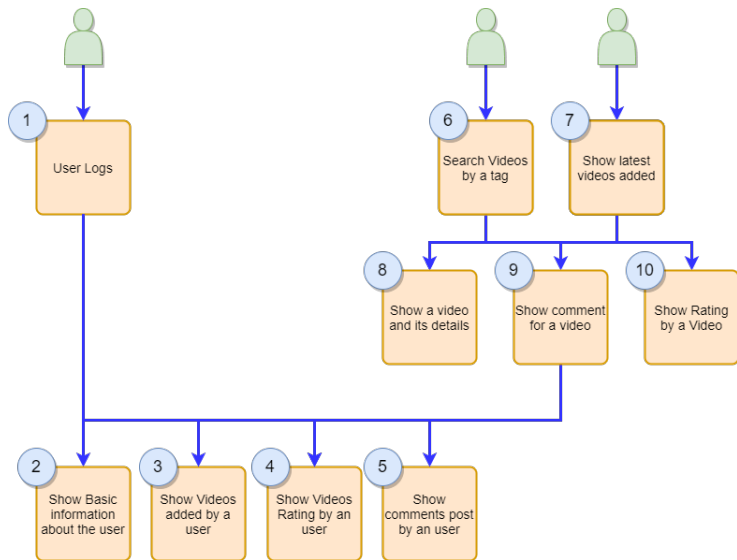 1
User Logs
6
Search Videos
by a tag
7
Show latest
videos added
8
Show a video
and its details
9
Show comment
for a video
10
Show Rating
by a Video
2
Show Basic
information
about the user
3
Show Videos
added by a
user
4
Show Videos
Rating by an
user
5
Show
comments post
by an user